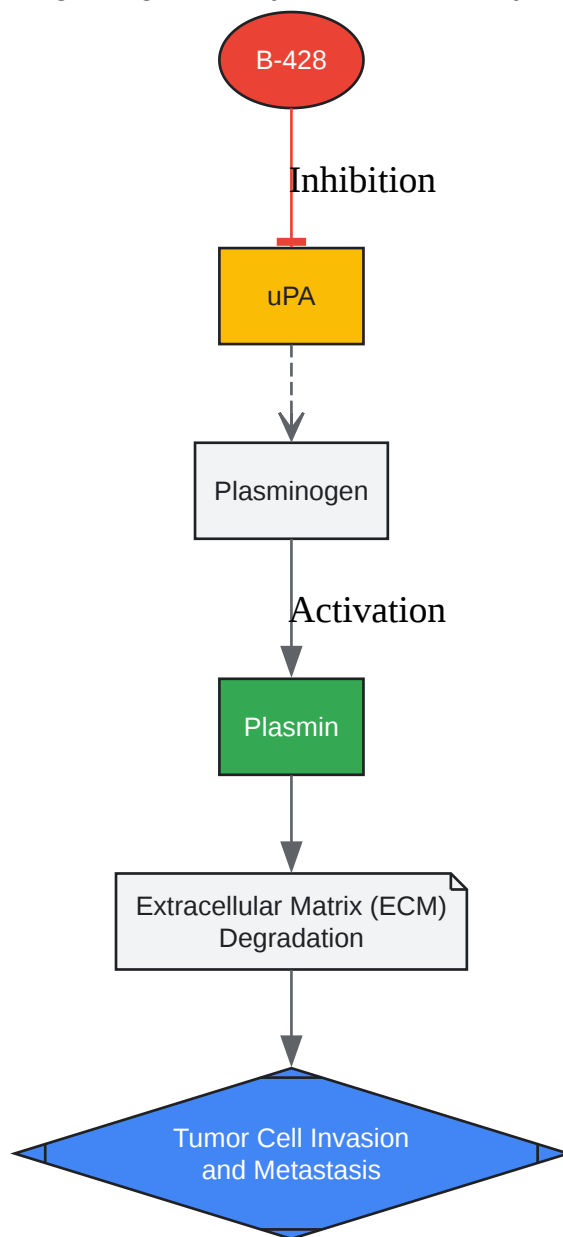 B-428
Inhibition
uPA
Plasminogen
Activation
Plasmin
Extracellular Matrix (ECM)
Degradation
Tumor Cell Invasion
and Metastasis